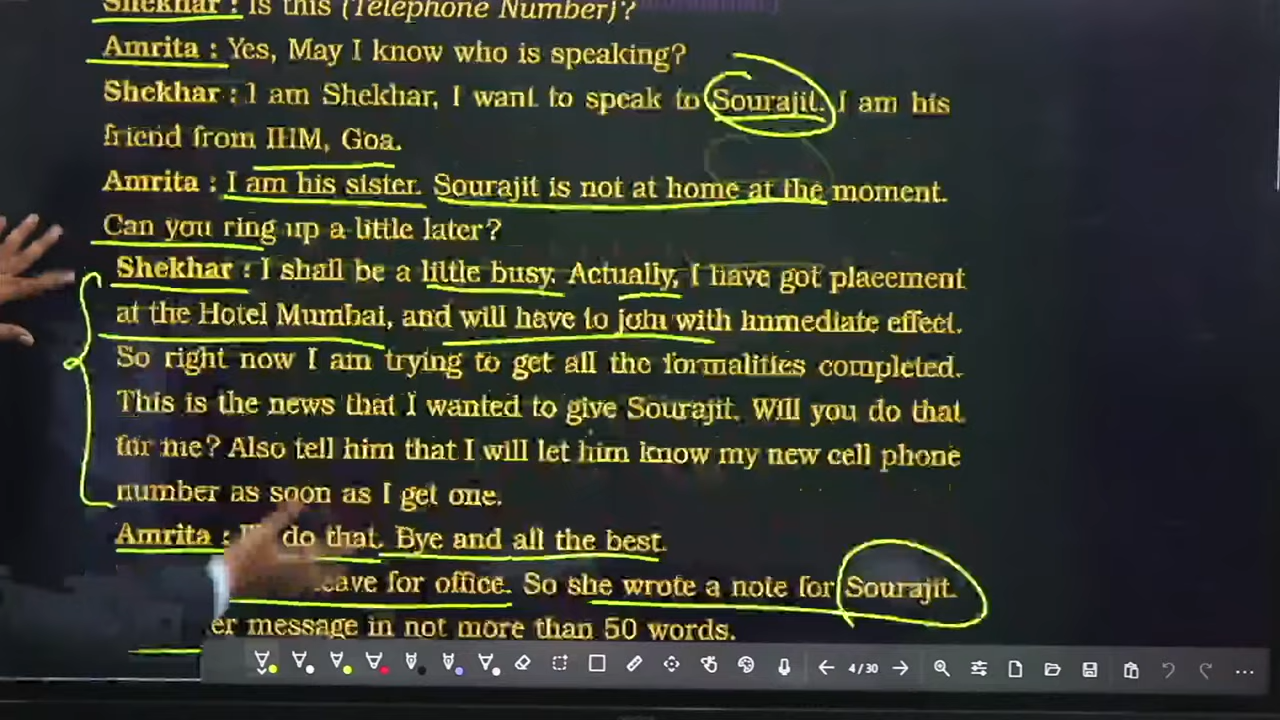 Shekhar : Is this (Telephone Number)?
Amrita : Yes, May I know who is speaking?
Shekhar : I am Shekhar, I want to speak to Sourajit. I am his
friend from IHM, Goa.
Amrita : I am his sister. Sourajit is not at home at the moment.
Can you ring up a little later?
Shekhar : I shall be a little busy. Actually, I have got placement
at the Hotel Mumbai, and will have to join with immediate effect.
So right now I am trying to get all the formalities completed.
This is the news that I wanted to give Sourajit. Will you do that
for me? Also tell him that I will let him know my new cell phone
number as soon as I get one.
Amrita : do that. Bye and all the best.
for office. So she wrote a note for Sourajit.
message in not more than 50 words.
4/30